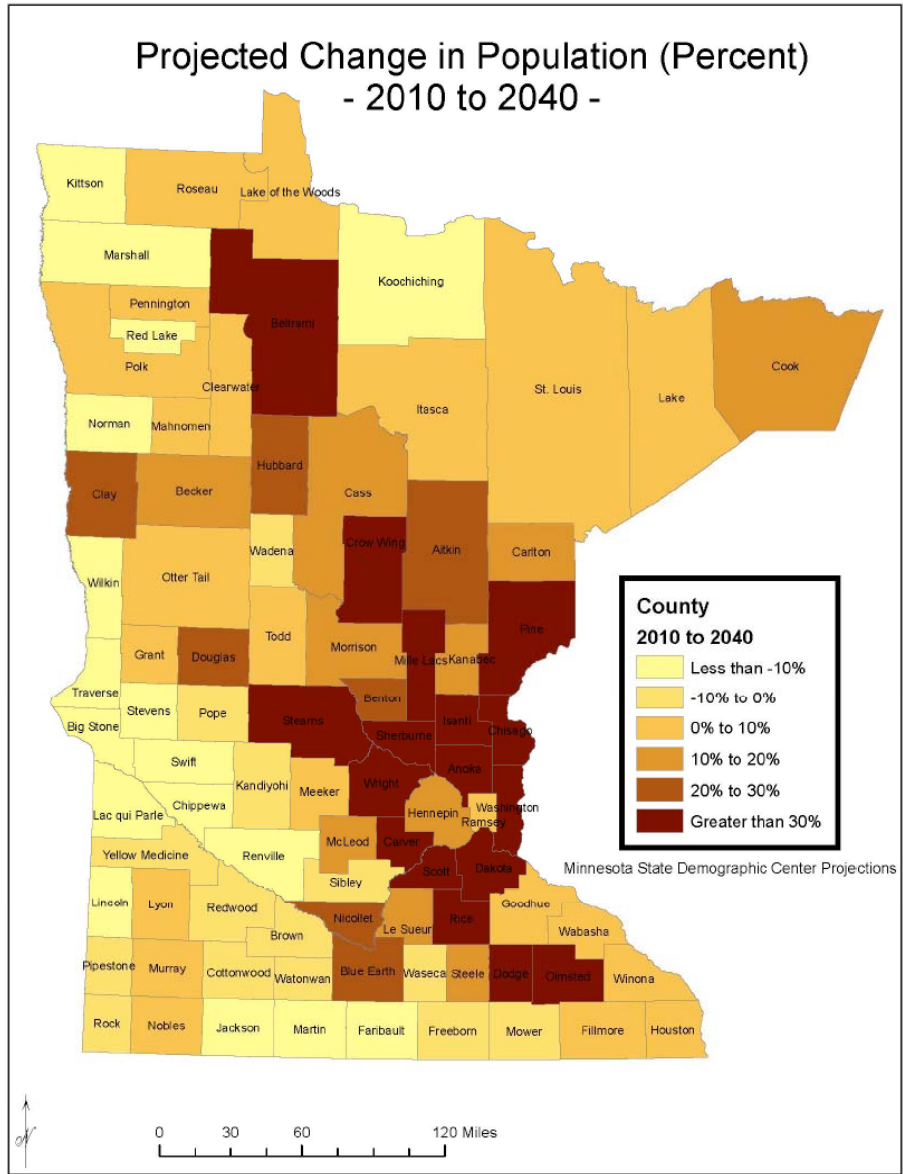 Projected Change in Population (Percent)
- 2010 to 2040 -
Kittson
Roseau
Lake of the Woods
Marshall
Koochiching
Pennington
Red Lake
Beltrami
Polk
Clearwater
Itasca
St. Louis
Lake
Cook
Norman
Mahnomen
Hubbard
Clay
Becker
Cass
Wadena
Crow Wing
Aitkin
Carlton
Wilkin
Otter Tail
Todd
Morrison
Mille Lacs
Kanabec
Pine
Grant
Douglas
Traverse
Big Stone
Stevens
Pope
Stearns
Benton
Isanti
Sherburne
Chisago
Swift
Kandiyohi
Meeker
Wright
Anoka
Hennepin
Ramsey
Washington
Lac qui Parle
Chippewa
Yellow Medicine
Renville
McLeod
Carver
Scott
Dakota
Sibley
Lincoln
Lyon
Redwood
Brown
Nicollet
Le Sueur
Rice
Goodhue
Wabasha
Pipestone
Murray
Cottonwood
Watonwan
Blue Earth
Waseca
Steele
Dodge
Olmsted
Winona
Rock
Nobles
Jackson
Martin
Faribault
Freeborn
Mower
Fillmore
Houston
County
2010 to 2040
Less than -10%
-10% to 0%
0% to 10%
10% to 20%
20% to 30%
Greater than 30%
Minnesota State Demographic Center Projections
N
0 30 60 120 Miles